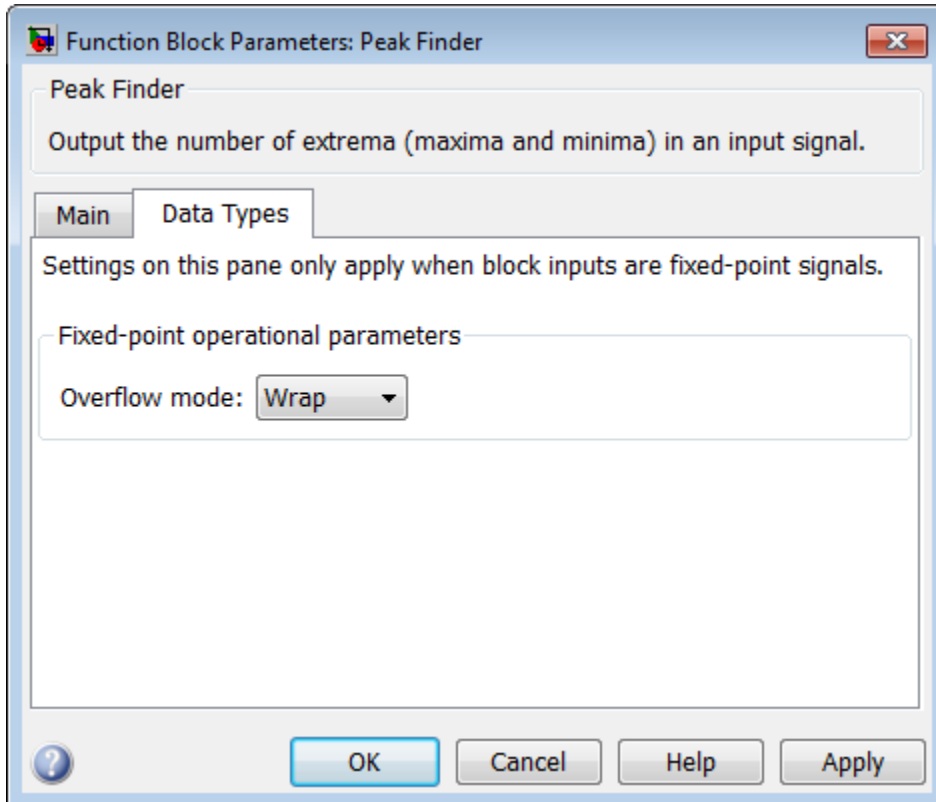 Function Block Parameters: Peak Finder
Peak Finder
Output the number of extrema (maxima and minima) in an input signal.
Main Data Types
Settings on this pane only apply when block inputs are fixed-point signals.
Fixed-point operational parameters
Overflow mode: Wrap
? OK Cancel Help Apply